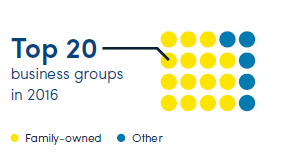 Top 20
business groups
in 2016
Family-owned Other